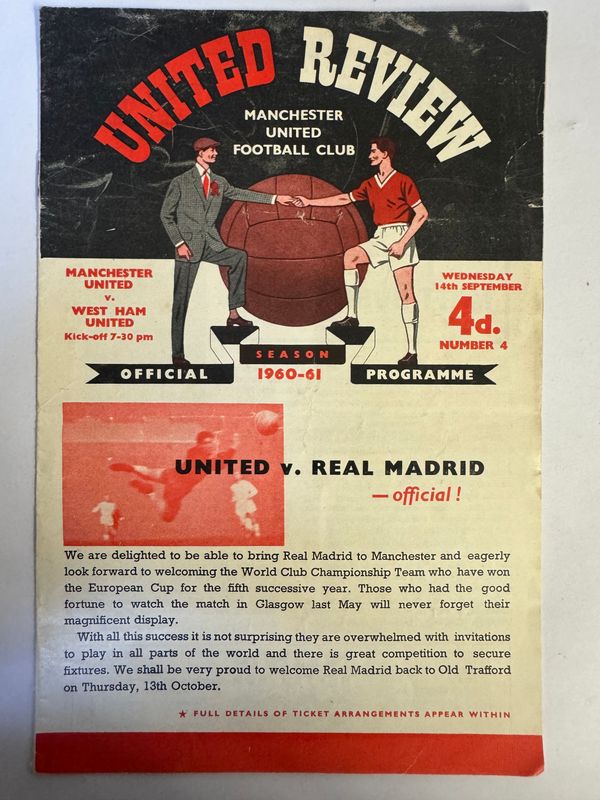 UNITED REVIEW
MANCHESTER
UNITED
FOOTBALL CLUB
MANCHESTER
UNITED
v.
WEST HAM
UNITED
Kick-off 7-30 pm
WEDNESDAY
14th SEPTEMBER
4d.
NUMBER 4
SEASON
1960-61
OFFICIAL
PROGRAMME
UNITED v. REAL MADRID
— official !
We are delighted to be able to bring Real Madrid to Manchester and eagerly
look forward to welcoming the World Club Championship Team who have won
the European Cup for the fifth successive year. Those who had the good
fortune to watch the match in Glasgow last May will never forget their
magnificent display.
With all this success it is not surprising they are overwhelmed with invitations
to play in all parts of the world and there is great competition to secure
fixtures. We shall be very proud to welcome Real Madrid back to Old Trafford
on Thursday, 13th October.
★ FULL DETAILS OF TICKET ARRANGEMENTS APPEAR WITHIN